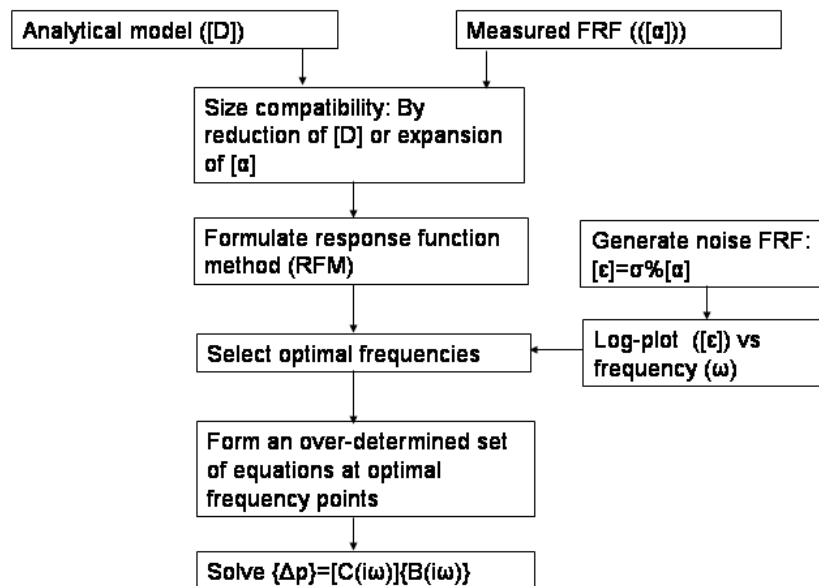 Analytical model ([D])
Measured FRF (([α]))
Size compatibility: By
reduction of [D] or expansion
of [α]
Formulate response function
method (RFM)
Generate noise FRF:
[ε]=σ%[α]
Select optimal frequencies
Log-plot ([ε]) vs
frequency (ω)
Form an over-determined set
of equations at optimal
frequency points
Solve {Δp}=[C(iω)]{B(iω)}